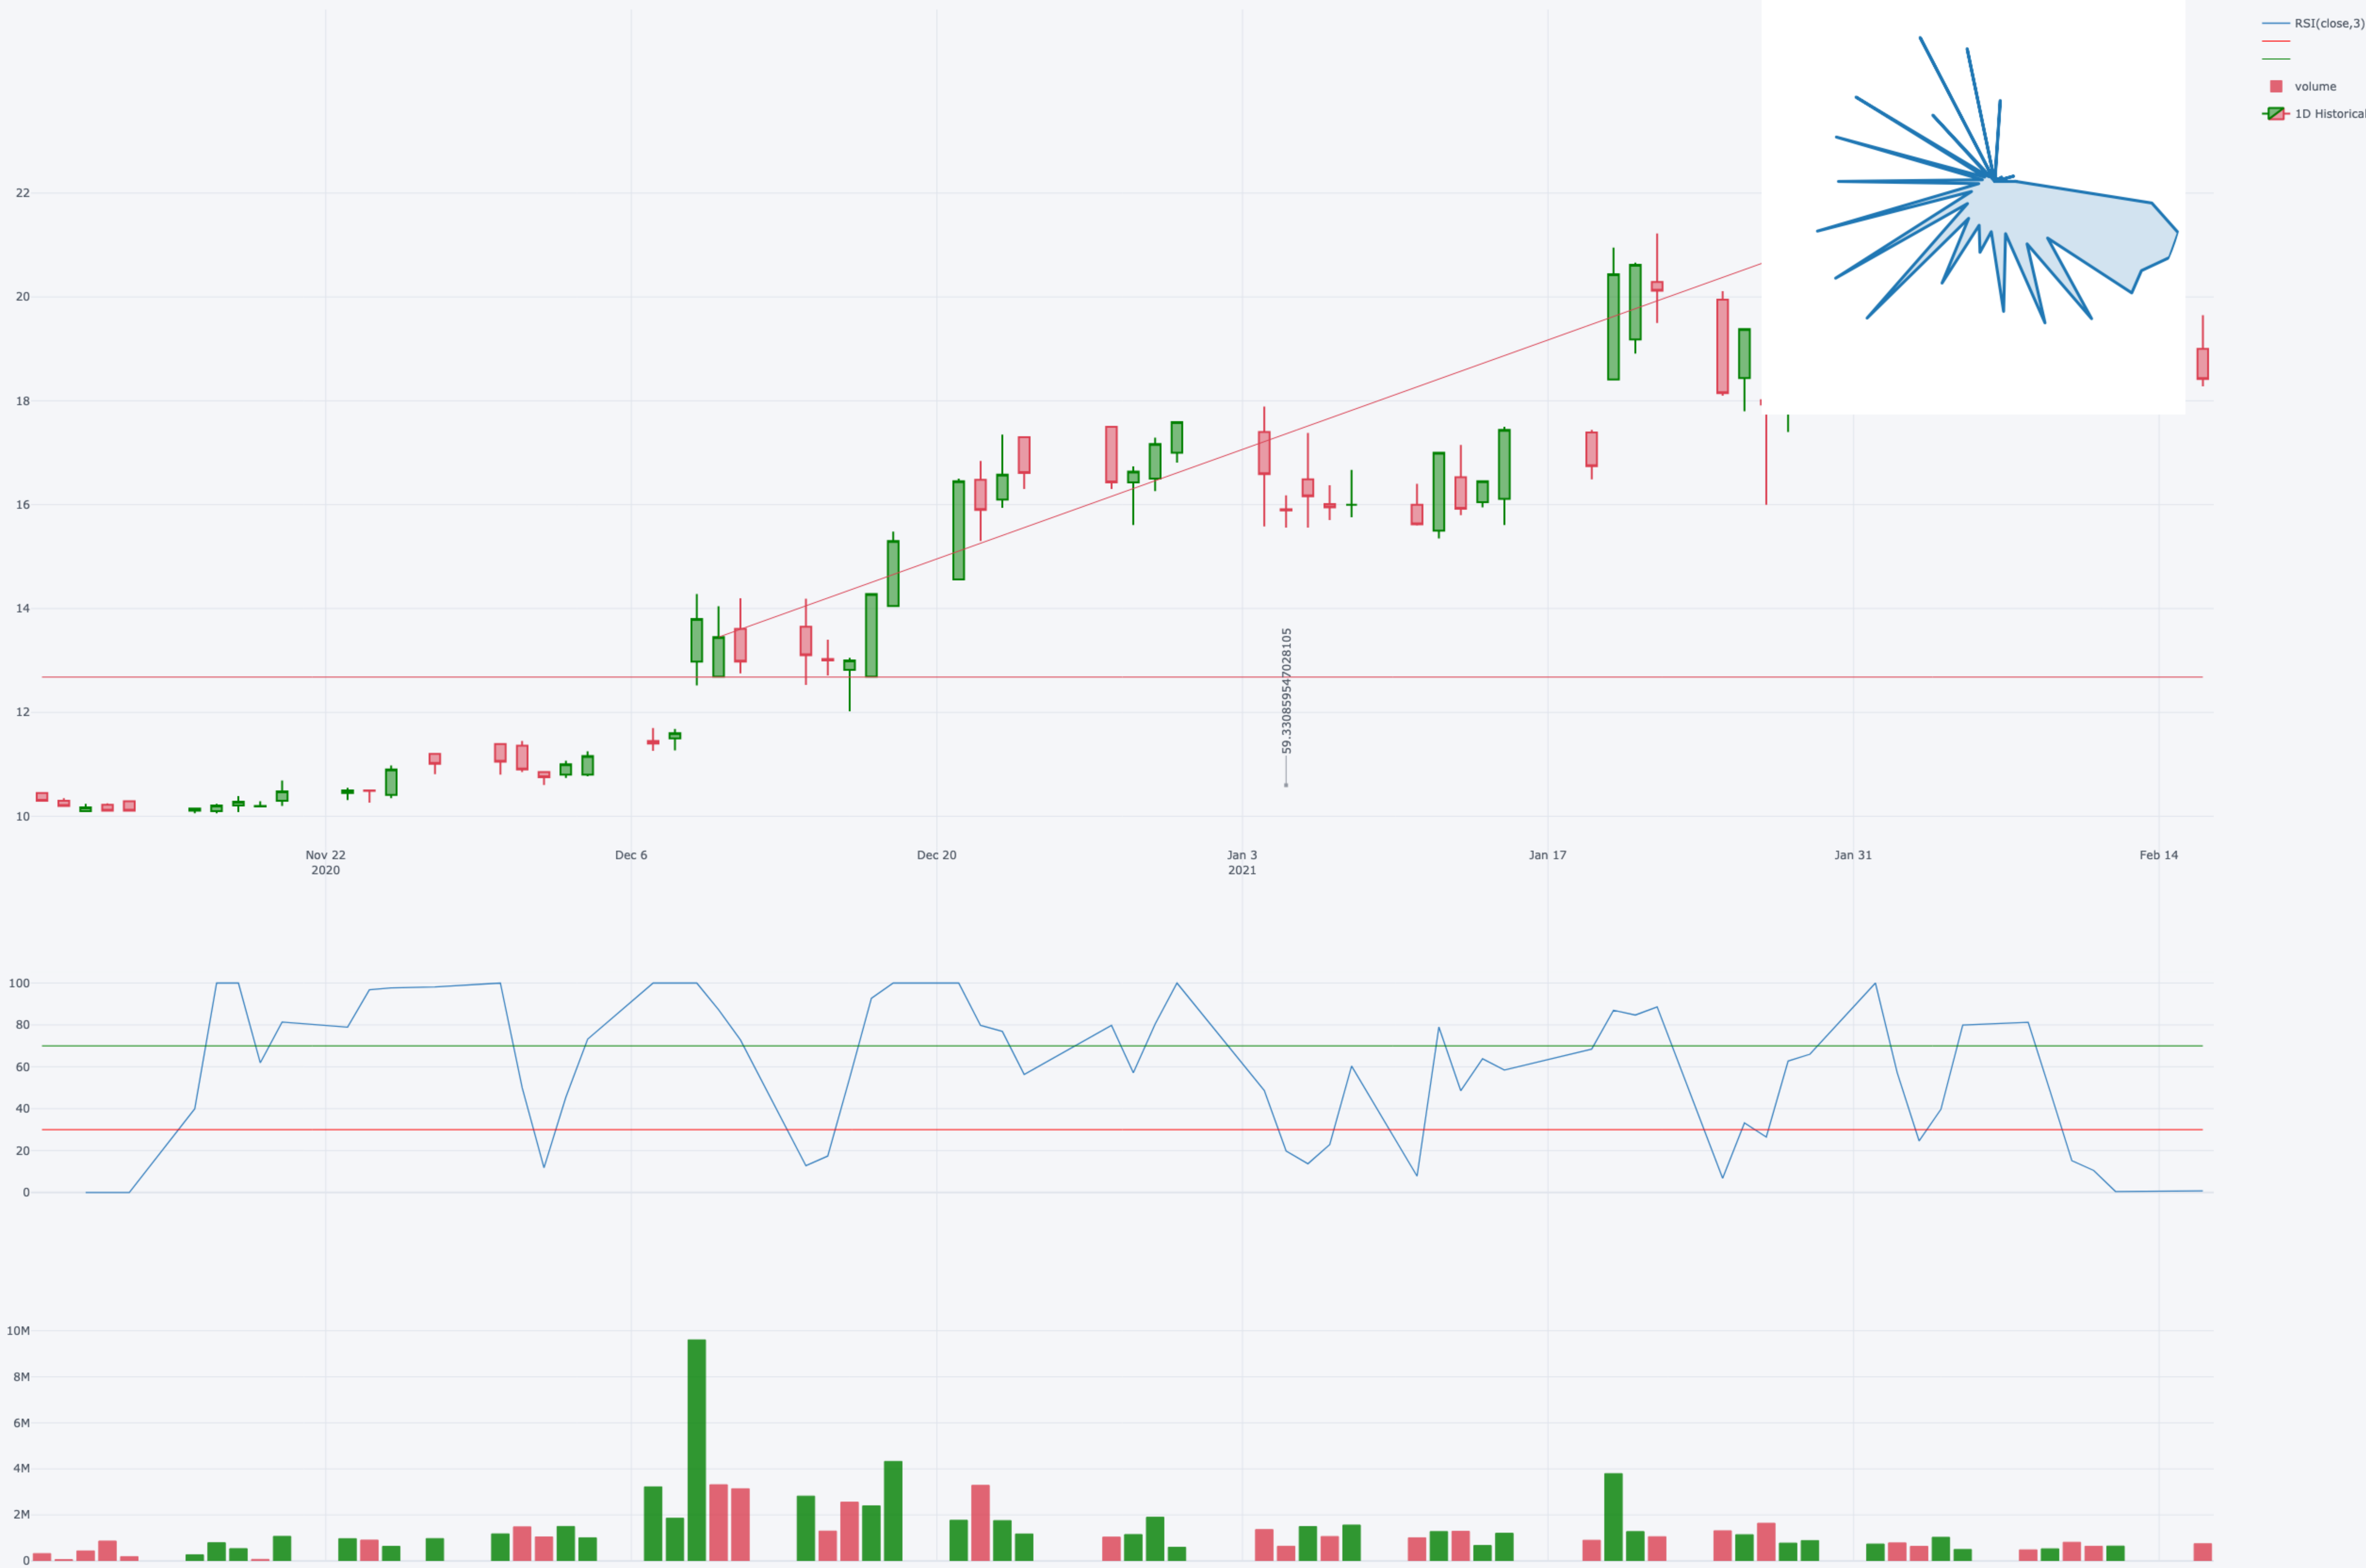 RSI(close,3)
volume
1D Historical
22
20
18
16
14
12
10
59.33085959547028105
Nov 22
2020
Dec 6
Dec 20
Jan 3
2021
Jan 17
Jan 31
Feb 14
100
80
60
40
20
0
10M
8M
6M
4M
2M
0